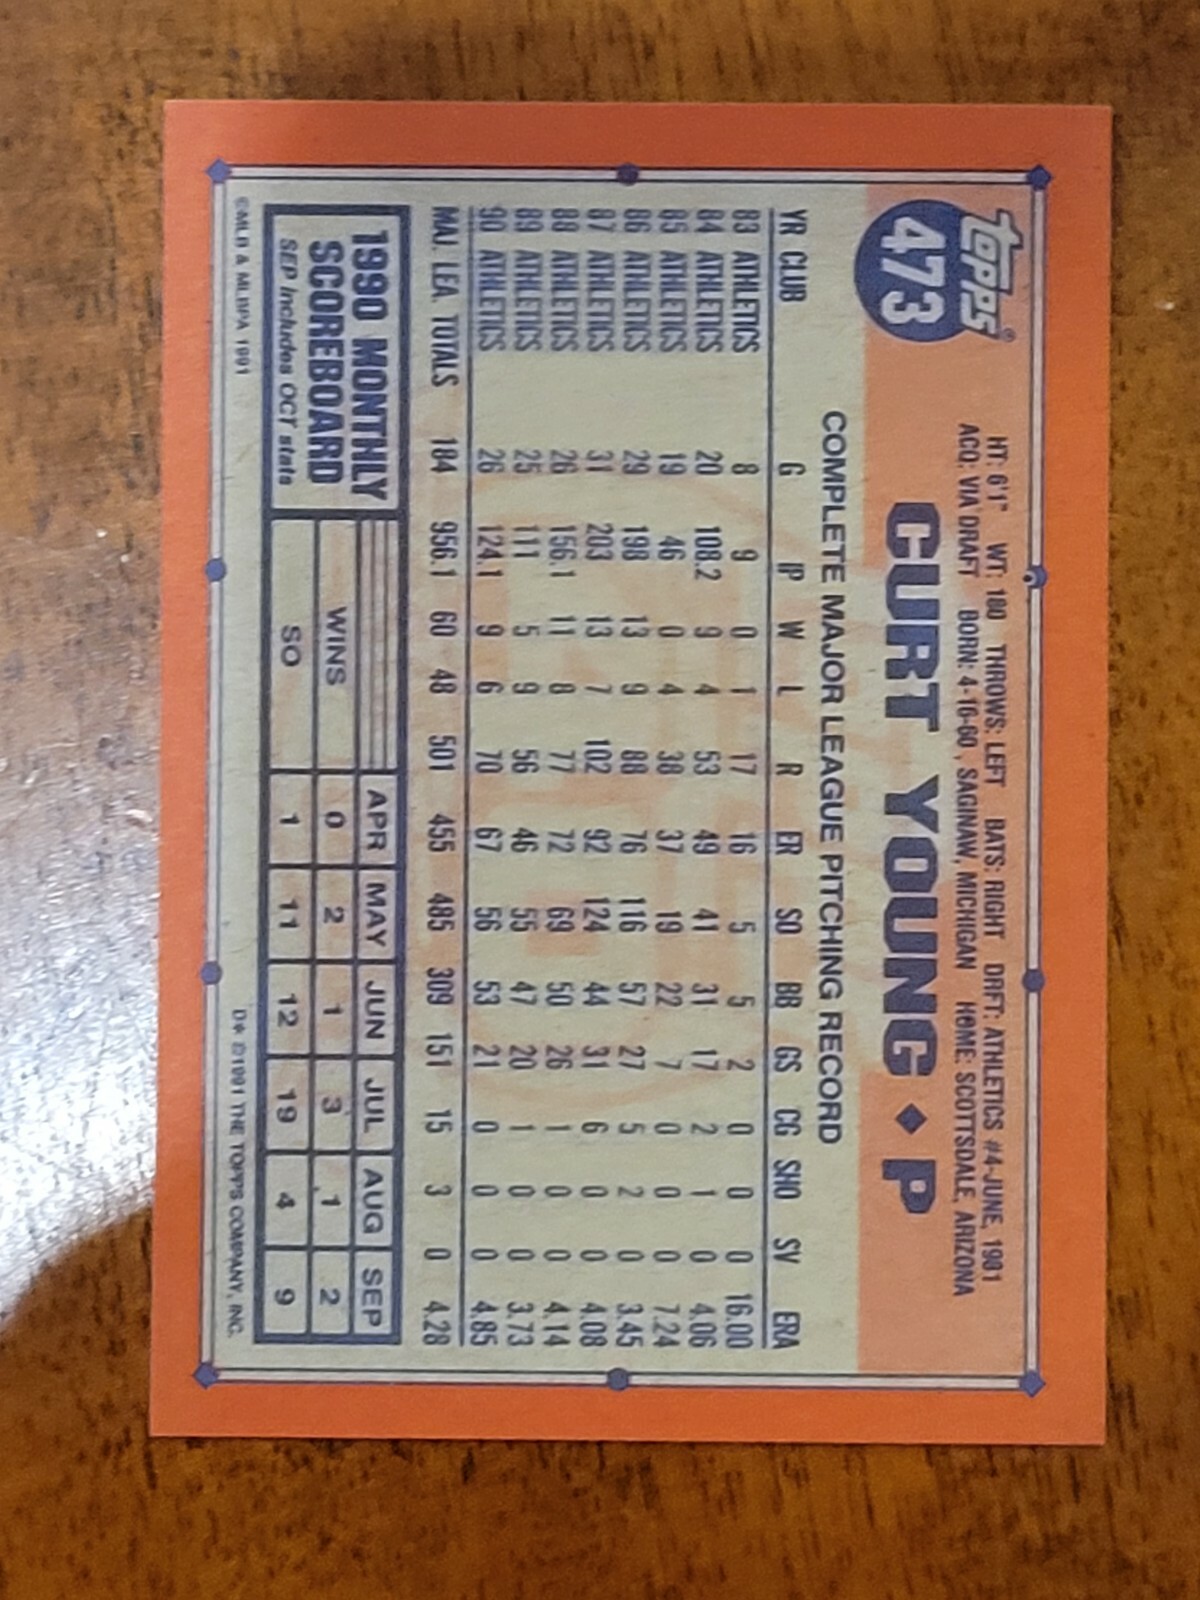 Topps®
473
HT: 6'1" WT: 180 THROWS: LEFT BATS: RIGHT DRFT: ATHLETICS #4-JUNE, 1981
ACQ: VIA DRAFT BORN: 4-16-60, SAGINAW, MICHIGAN HOME: SCOTTSDALE, ARIZONA
CURT YOUNG ◆ P
COMPLETE MAJOR LEAGUE PITCHING RECORD
YR CLUB G IP W L R ER SO BB GS CG SHO SV ERA
83 ATHLETICS 8 9 0 1 17 16 5 5 2 0 0 0 16.00
84 ATHLETICS 20 108.2 9 4 53 49 41 31 17 2 1 0 4.06
85 ATHLETICS 19 46 0 4 38 37 19 22 7 0 0 0 7.24
86 ATHLETICS 29 198 13 9 88 76 116 57 27 5 2 0 3.45
87 ATHLETICS 31 203 13 7 102 92 124 44 31 6 0 0 4.08
88 ATHLETICS 26 156.1 11 8 77 72 69 50 26 1 0 0 4.14
89 ATHLETICS 25 111 5 9 56 46 55 47 20 1 0 0 3.73
90 ATHLETICS 26 124.1 9 6 70 67 56 53 21 0 0 0 4.85
MAJ. LEA. TOTALS 184 956.1 60 48 501 455 485 309 151 15 3 0 4.28
1990 MONTHLY
SCOREBOARD
SEP Includes OCT stats
APR MAY JUN JUL AUG SEP
WINS 0 2 1 3 1 2
SO 1 11 12 19 4 9
©MLB & MLBPA 1991
D* ©1991 THE TOPPS COMPANY, INC.